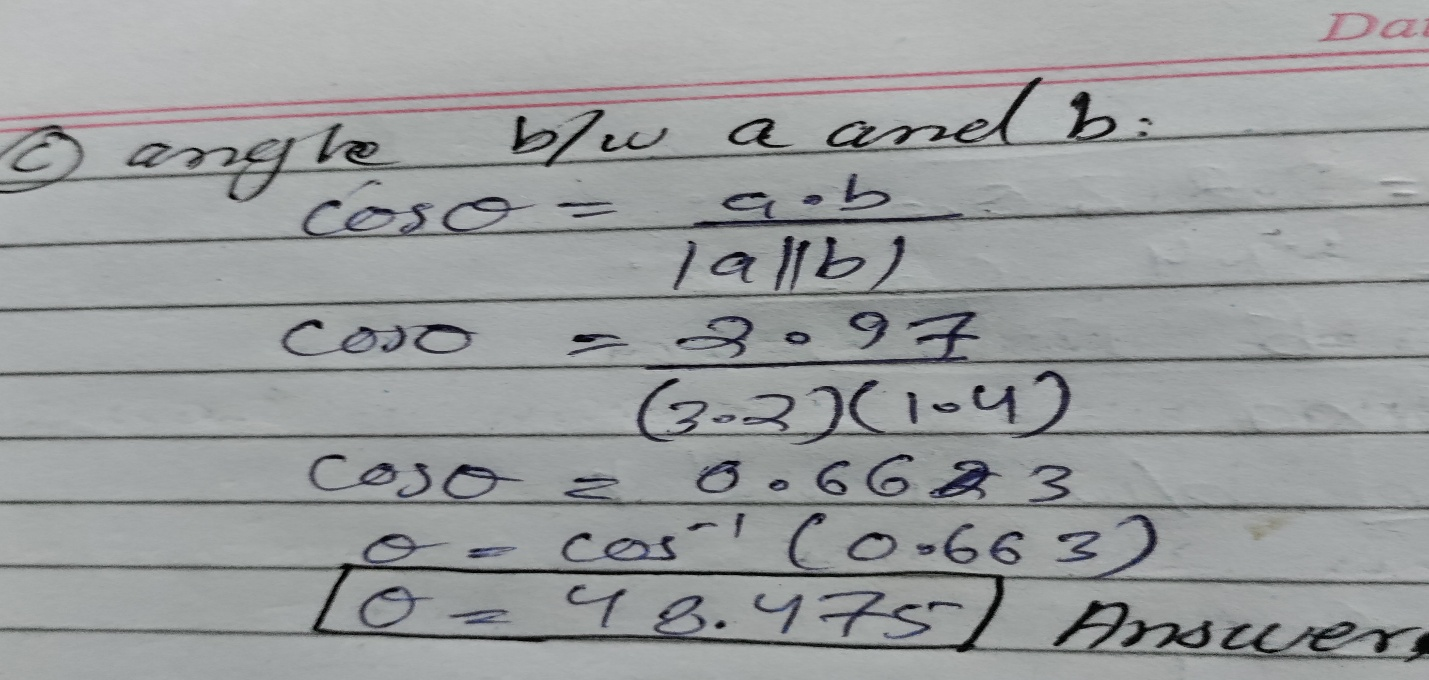 Da
© angle b/w a and b:
cosθ = a·b
|a||b|
cosθ = 2.97
(3.2)(1.4)
cosθ = 0.663
θ = cos⁻¹ (0.663)
θ = 48.475 Answer